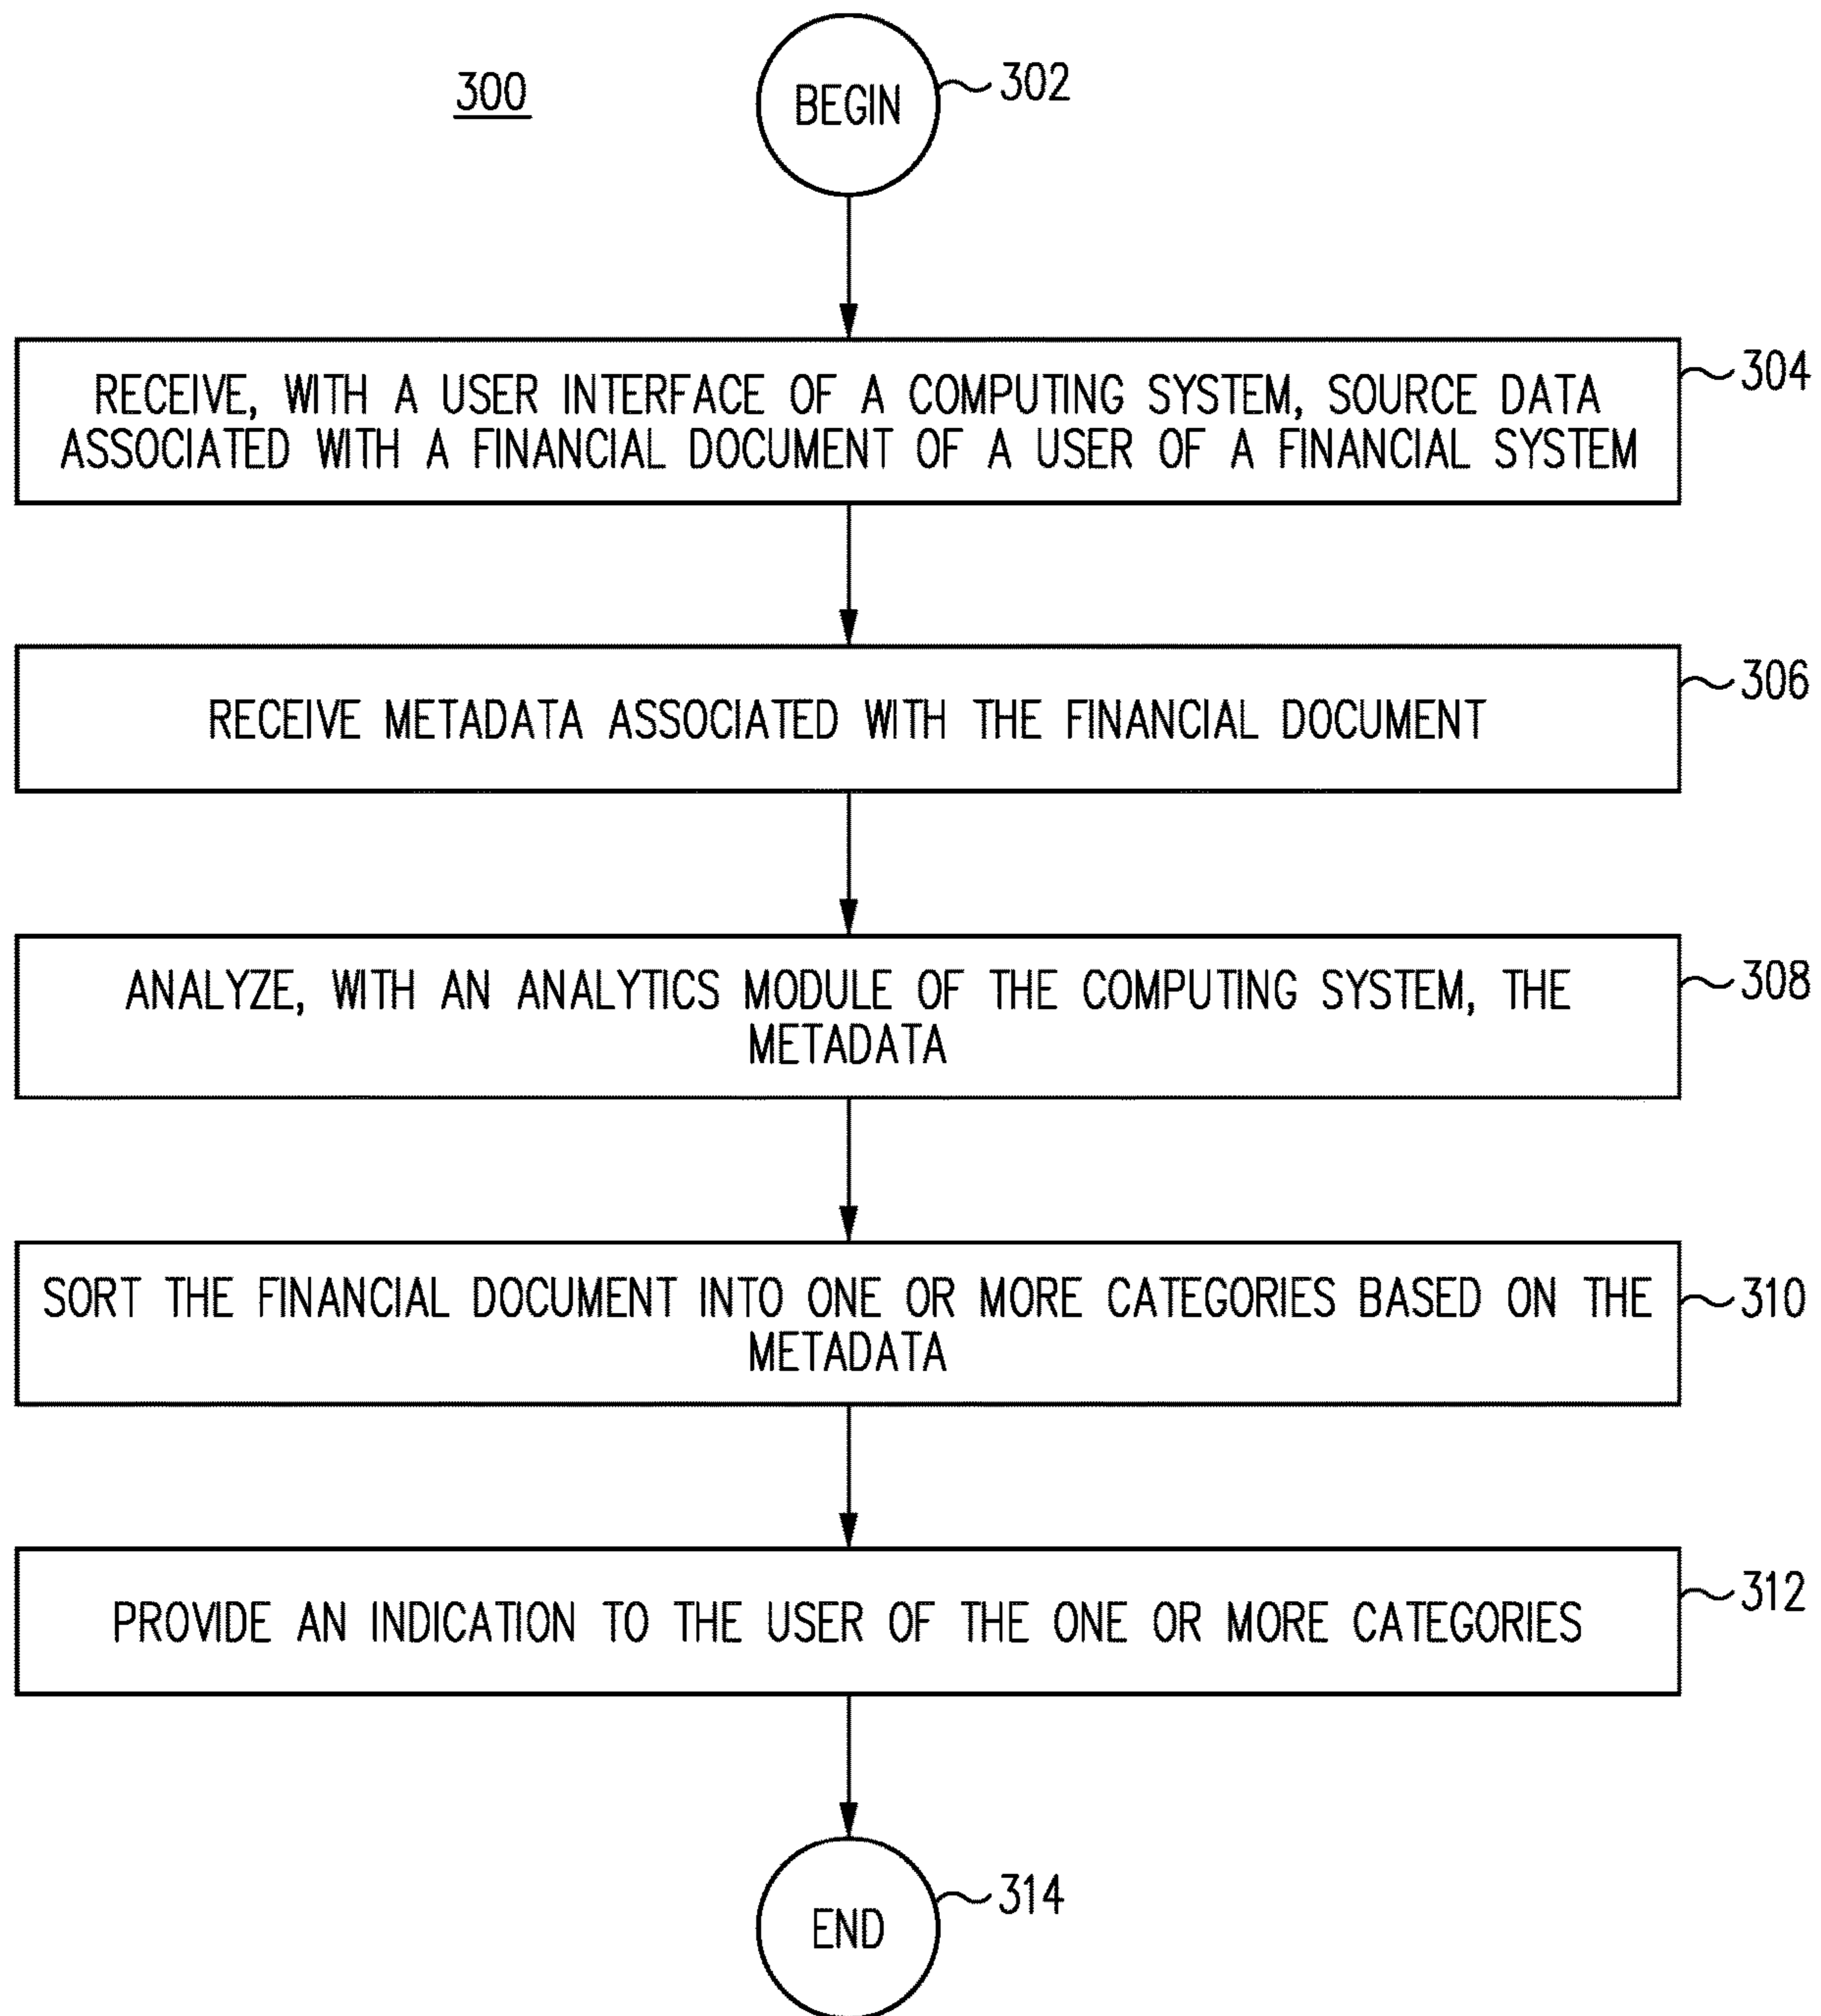 300
BEGIN
302
RECEIVE, WITH A USER INTERFACE OF A COMPUTING SYSTEM, SOURCE DATA
ASSOCIATED WITH A FINANCIAL DOCUMENT OF A USER OF A FINANCIAL SYSTEM
304
RECEIVE METADATA ASSOCIATED WITH THE FINANCIAL DOCUMENT
306
ANALYZE, WITH AN ANALYTICS MODULE OF THE COMPUTING SYSTEM, THE
METADATA
308
SORT THE FINANCIAL DOCUMENT INTO ONE OR MORE CATEGORIES BASED ON THE
METADATA
310
PROVIDE AN INDICATION TO THE USER OF THE ONE OR MORE CATEGORIES
312
END
314